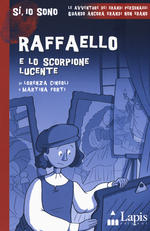 SÌ, IO SONO
LE AVVENTURE DEI GRANDI PERSONAGGI
QUANDO ANCORA GRANDI NON ERANO
RAFFAELLO
E LO SCORPIONE
LUCENTE
DI LORENZA CINGOLI
E MARTINA FORTI
Lapis